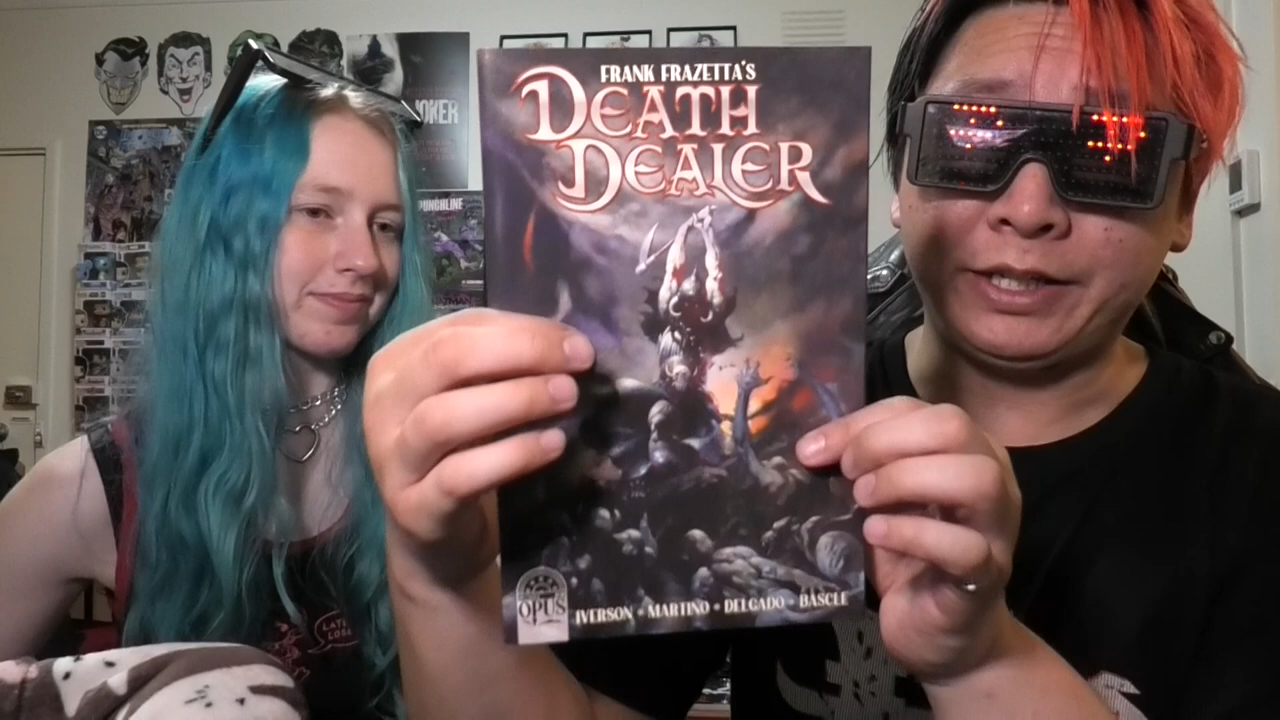 FRANK FRAZETTA'S
DEATH
DEALER
OPUS
IVERSON • MARTINO • DELGADO • BASCLE
JOKER
PUNCHLINE